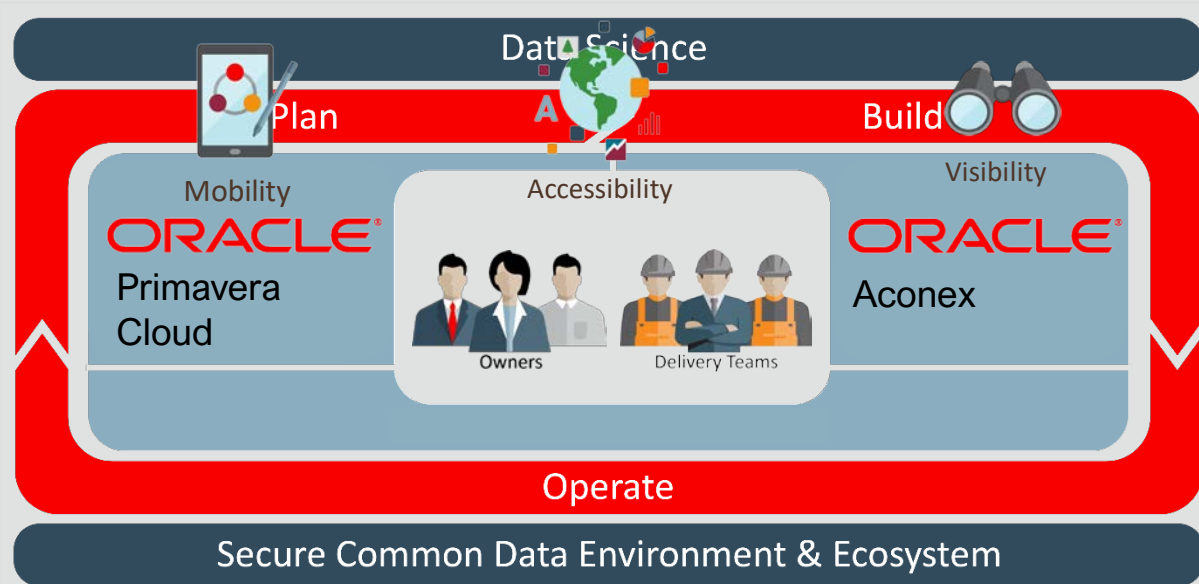 Data Science
Plan
Build
A
Mobility
Accessibility
Visibility
ORACLE®
Primavera
Cloud
ORACLE®
Aconex
Owners
Delivery Teams
Operate
Secure Common Data Environment & Ecosystem